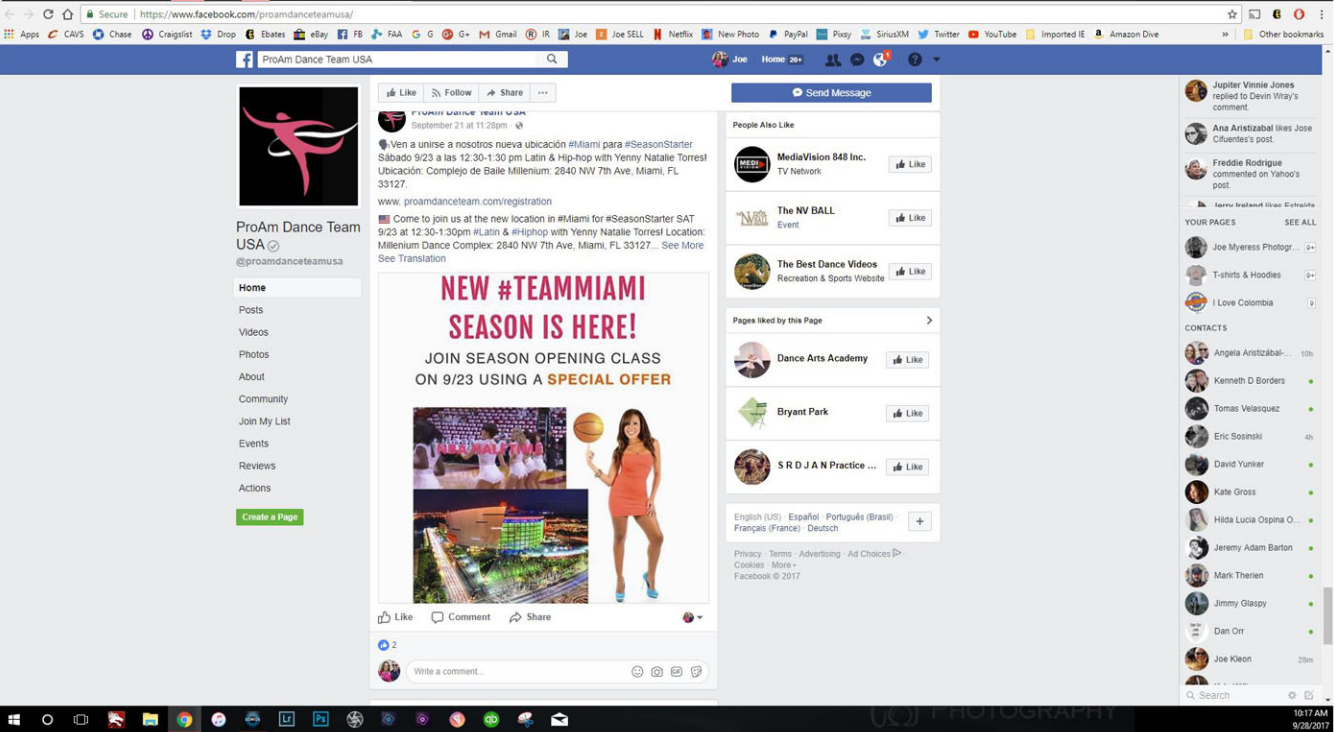 Secure | https://www.facebook.com/proamdanceteamusa/
Apps CAVS Chase Craigslist Drop Ebates eBay FB FAA G G+ Gmail IR Joe Joe SELL Netflix New Photo PayPal Pixsy SiriusXM Twitter YouTube Imported IE Amazon Dive » Other bookmarks
ProAm Dance Team USA
Joe Home 20+
1
ProAm Dance Team
USA
@proamdanceteamusa
Home
Posts
Videos
Photos
About
Community
Join My List
Events
Reviews
Actions
Create a Page
Like Follow Share ...
Send Message
ProAm Dance Team USA
September 21 at 11:28pm ·
Ven a unirse a nosotros nueva ubicación #Miami para #SeasonStarter
Sábado 9/23 a las 12:30-1:30 pm Latin & Hip-hop with Yenny Natalie Torres!
Ubicación: Complejo de Baile Millenium: 2840 NW 7th Ave, Miami, FL
33127.
www. proamdanceteam.com/registration
Come to join us at the new location in #Miami for #SeasonStarter SAT
9/23 at 12:30-1:30pm #Latin & #Hiphop with Yenny Natalie Torres! Location:
Millenium Dance Complex: 2840 NW 7th Ave, Miami, FL 33127... See More
See Translation
NEW #TEAMMIAMI
SEASON IS HERE!
JOIN SEASON OPENING CLASS
ON 9/23 USING A SPECIAL OFFER
NBA HALFTIME
Like Comment Share
2
Write a comment...
GIF
People Also Like
MEDI
VISION
MediaVision 848 Inc.
TV Network
Like
The NV BALL
Event
Like
The Best Dance Videos
Recreation & Sports Website
Like
Pages liked by this Page
Dance Arts Academy
Like
Bryant Park
Like
S R D J A N Practice ...
Like
English (US) · Español · Português (Brasil) ·
Français (France) · Deutsch
+
Privacy · Terms · Advertising · Ad Choices ·
Cookies · More
Facebook © 2017
Jupiter Vinnie Jones
replied to Devin Wray's
comment.
Ana Aristizabal likes Jose
Cifuentes's post.
Freddie Rodrigue
commented on Yahoo's
post.
Jerry Ireland likes Estrelda
YOUR PAGES SEE ALL
Joe Myeress Photogr... 9+
T-shirts & Hoodies 9+
I Love Colombia
CONTACTS
Angela Aristizábal-... 10h
Kenneth D Borders
Tomas Velasquez
Eric Sosinski 4h
David Yunker
Kate Gross
Hilda Lucia Ospina O...
Jeremy Adam Barton
Mark Therien
Jimmy Glaspy
Dan Orr
Joe Kleon 28m
Search
PHOTOGRAPHY
SONOS Lr Ps qb
10:17 AM
9/28/2017